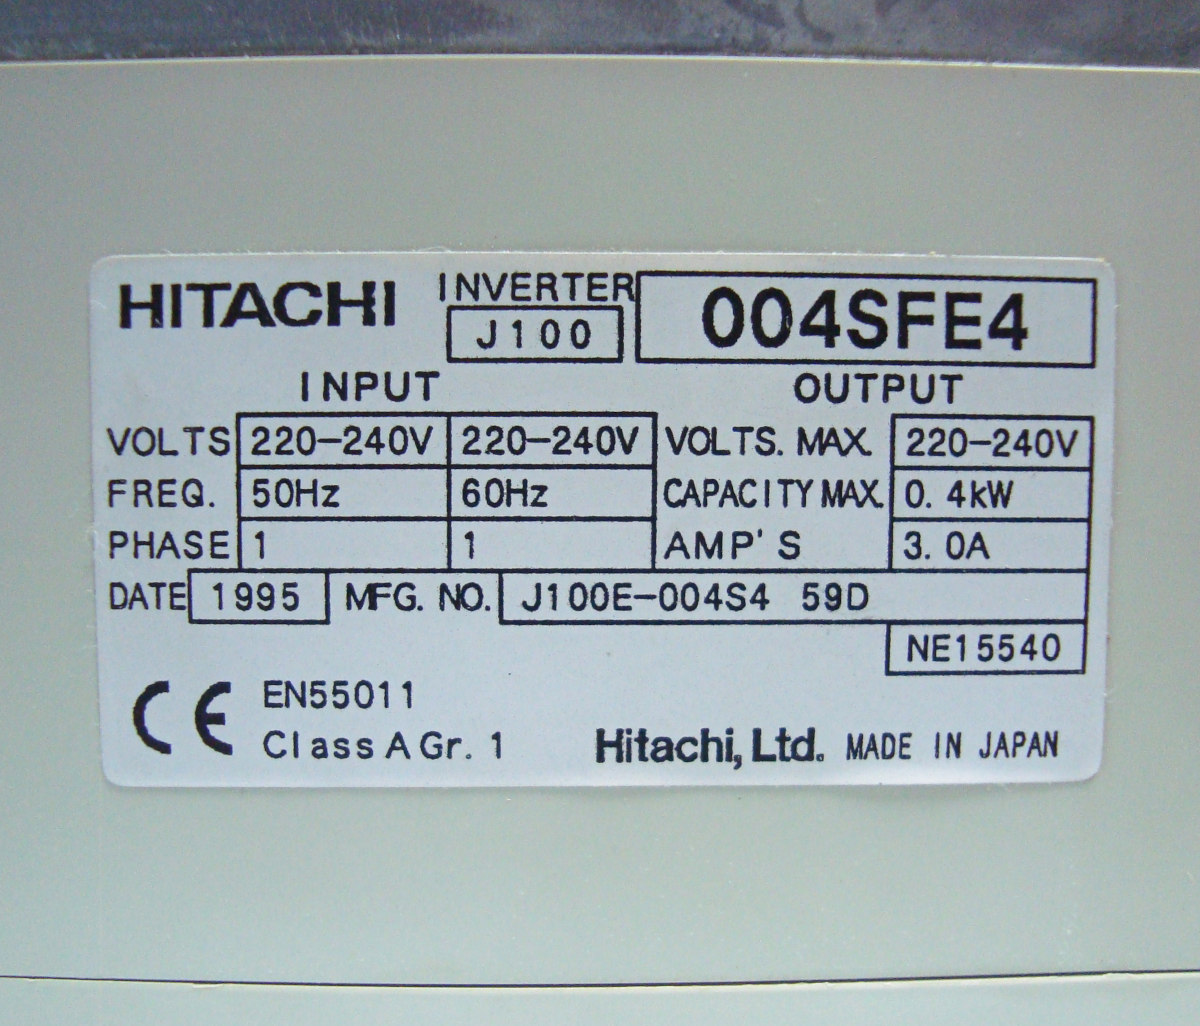 HITACHI INVERTER J100 004SFE4
INPUT OUTPUT
VOLTS 220-240V 220-240V VOLTS. MAX. 220-240V
FREQ. 50Hz 60Hz CAPACITY MAX. 0.4kW
PHASE 1 1 AMP'S 3.0A
DATE 1995 MFG. NO. J100E-004S4 59D
NE15540
CE EN55011
Class A Gr. 1 Hitachi, Ltd. MADE IN JAPAN